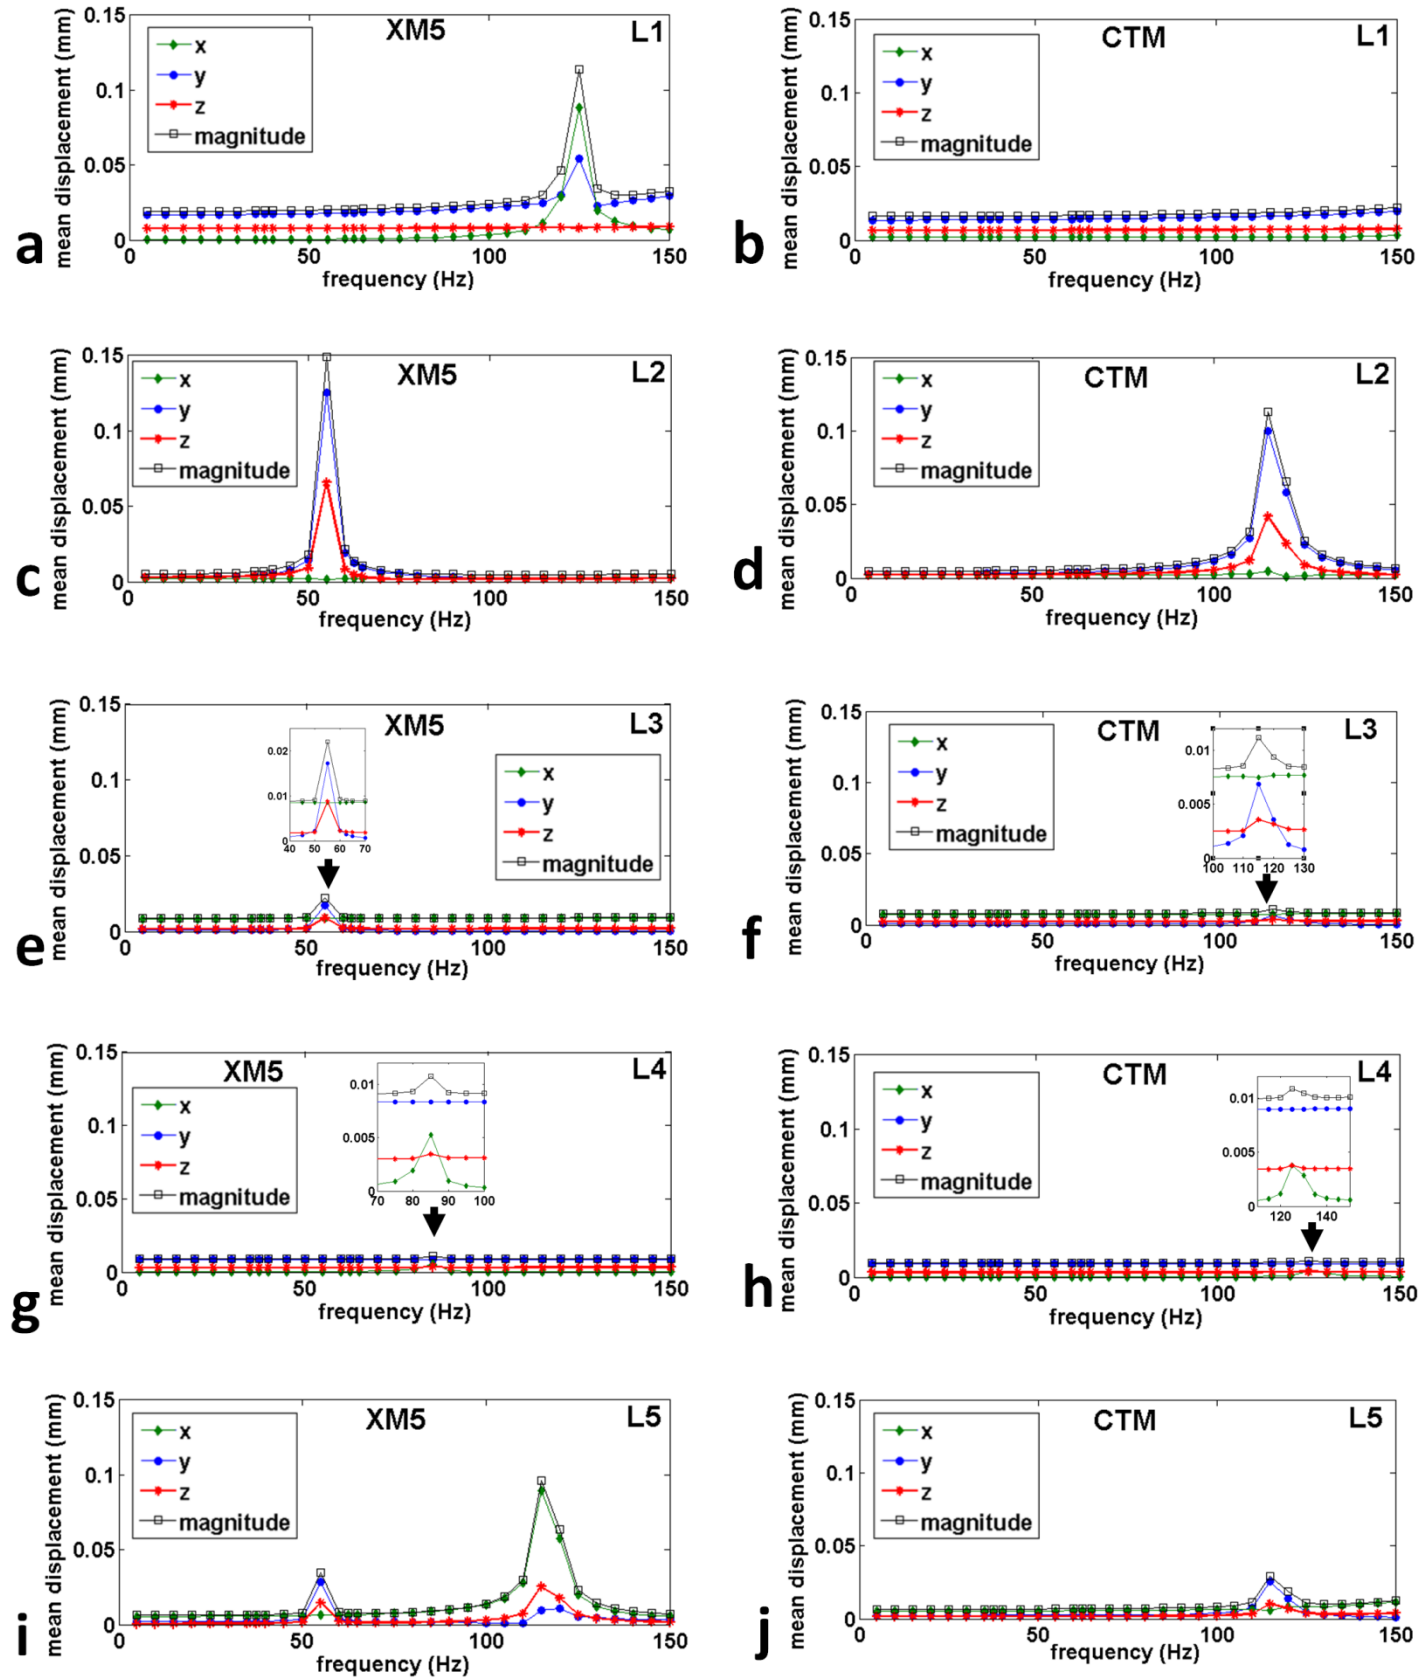 mean displacement (mm)
0.15
0.1
0.05
0
XM5
L1
x
y
z
magnitude
0
50
100
150
frequency (Hz)
a
mean displacement (mm)
0.15
0.1
0.05
0
CTM
L1
x
y
z
magnitude
0
50
100
150
frequency (Hz)
b
mean displacement (mm)
0.15
0.1
0.05
0
XM5
L2
x
y
z
magnitude
0
50
100
150
frequency (Hz)
c
mean displacement (mm)
0.15
0.1
0.05
0
CTM
L2
x
y
z
magnitude
0
50
100
150
frequency (Hz)
d
mean displacement (mm)
0.15
0.1
0.05
0
XM5
L3
0.02
0.01
0
40 45 50 55 60 65 70
x
y
z
magnitude
0
50
100
150
frequency (Hz)
e
mean displacement (mm)
0.15
0.1
0.05
0
CTM
L3
x
y
z
magnitude
0.01
0.005
0
100 105 110 115 120 125 130
0
50
100
150
frequency (Hz)
f
mean displacement (mm)
0.15
0.1
0.05
0
XM5
L4
x
y
z
magnitude
0.01
0.005
0
70 80 90 100
0
50
100
150
frequency (Hz)
g
mean displacement (mm)
0.15
0.1
0.05
0
CTM
L4
x
y
z
magnitude
0.01
0.005
0
120 140
0
50
100
150
frequency (Hz)
h
mean displacement (mm)
0.15
0.1
0.05
0
XM5
L5
x
y
z
magnitude
0
50
100
150
frequency (Hz)
i
mean displacement (mm)
0.15
0.1
0.05
0
CTM
L5
x
y
z
magnitude
0
50
100
150
frequency (Hz)
j